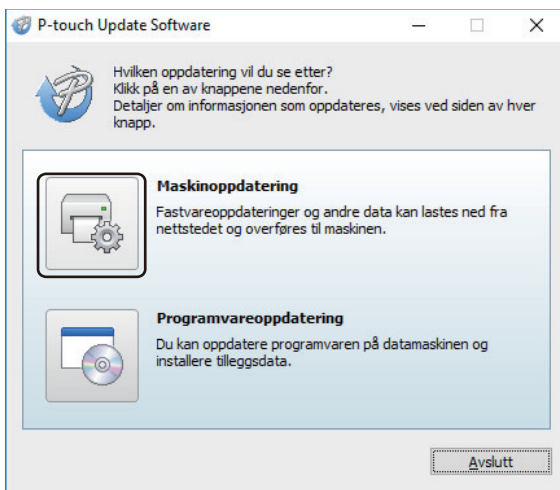 P-touch Update Software
Hvilken oppdatering vil du se etter?
Klikk på en av knappene nedenfor.
Detaljer om informasjonen som oppdateres, vises ved siden av hver
knapp.
Maskinoppdatering
Fastvareoppdateringer og andre data kan lastes ned fra
nettstedet og overføres til maskinen.
Programvareoppdatering
Du kan oppdatere programvaren på datamaskinen og
installere tilleggsdata.
Avslutt